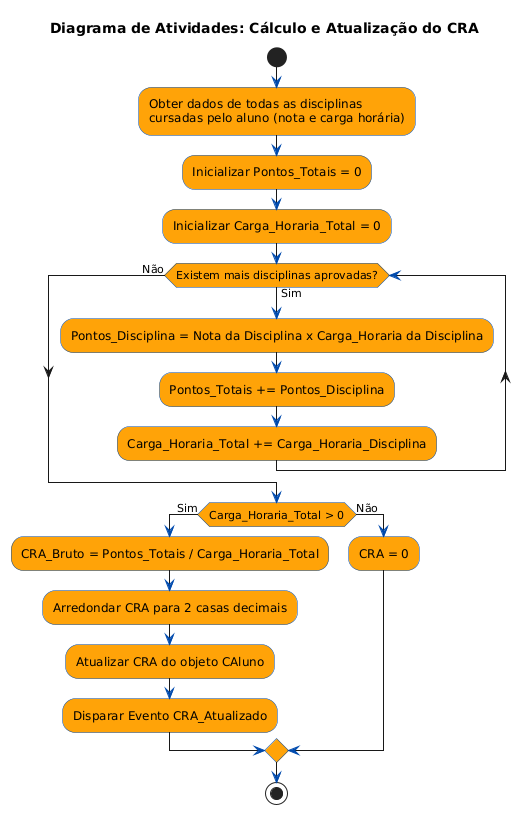 Diagrama de Atividades: Cálculo e Atualização do CRA
Obter dados de todas as disciplinas
cursadas pelo aluno (nota e carga horária)
Inicializar Pontos_Totais = 0
Inicializar Carga_Horaria_Total = 0
Não
Existem mais disciplinas aprovadas?
Sim
Pontos_Disciplina = Nota da Disciplina x Carga_Horaria da Disciplina
Pontos_Totais += Pontos_Disciplina
Carga_Horaria_Total += Carga_Horaria_Disciplina
Sim
Carga_Horaria_Total > 0
Não
CRA_Bruto = Pontos_Totais / Carga_Horaria_Total
CRA = 0
Arredondar CRA para 2 casas decimais
Atualizar CRA do objeto CAluno
Disparar Evento CRA_Atualizado